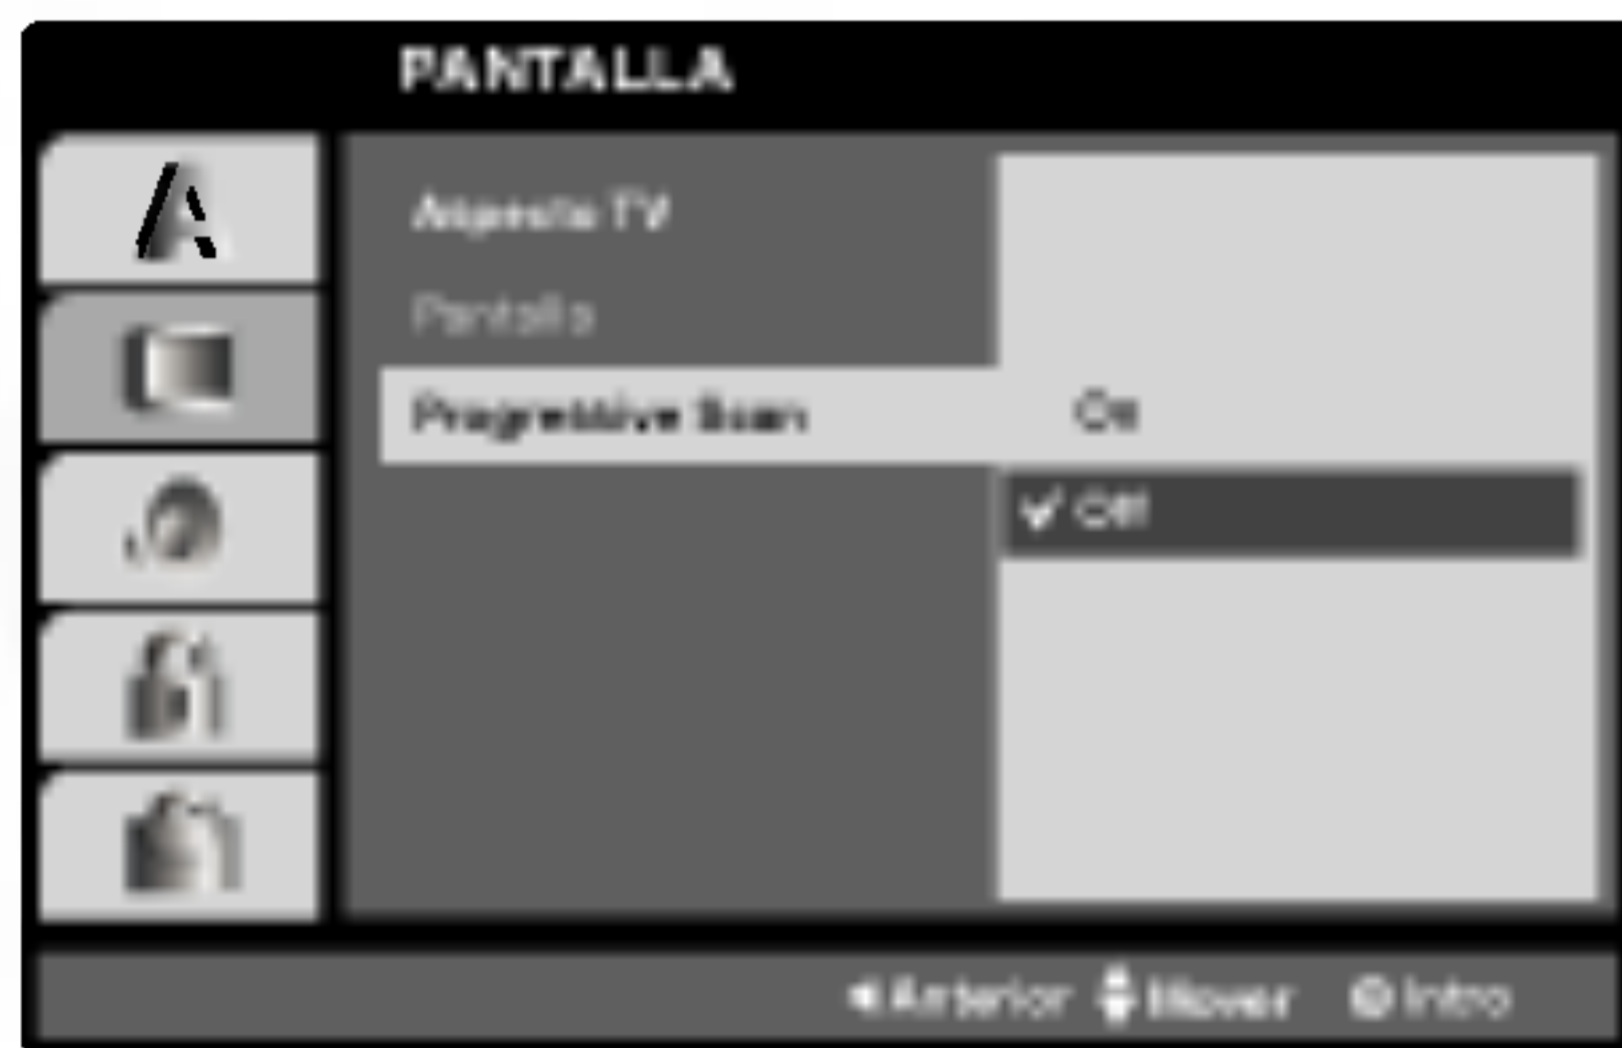 PANTALLA
Aspecto TV
Pantalla
Progressive Scan On
✔ Off
Anterior Mover Intro